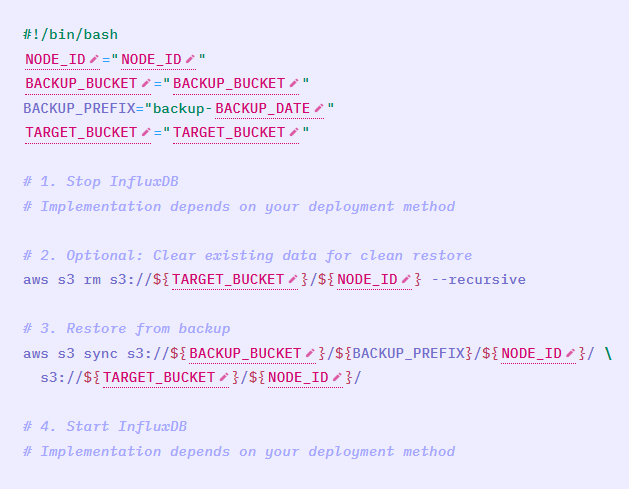 #!/bin/bash
NODE_ID="NODE_ID"
BACKUP_BUCKET="BACKUP_BUCKET"
BACKUP_PREFIX="backup-BACKUP_DATE"
TARGET_BUCKET="TARGET_BUCKET"
# 1. Stop InfluxDB
# Implementation depends on your deployment method
# 2. Optional: Clear existing data for clean restore
aws s3 rm s3://${TARGET_BUCKET}/${NODE_ID} --recursive
# 3. Restore from backup
aws s3 sync s3://${BACKUP_BUCKET}/${BACKUP_PREFIX}/${NODE_ID}/ \
  s3://${TARGET_BUCKET}/${NODE_ID}/
# 4. Start InfluxDB
# Implementation depends on your deployment method